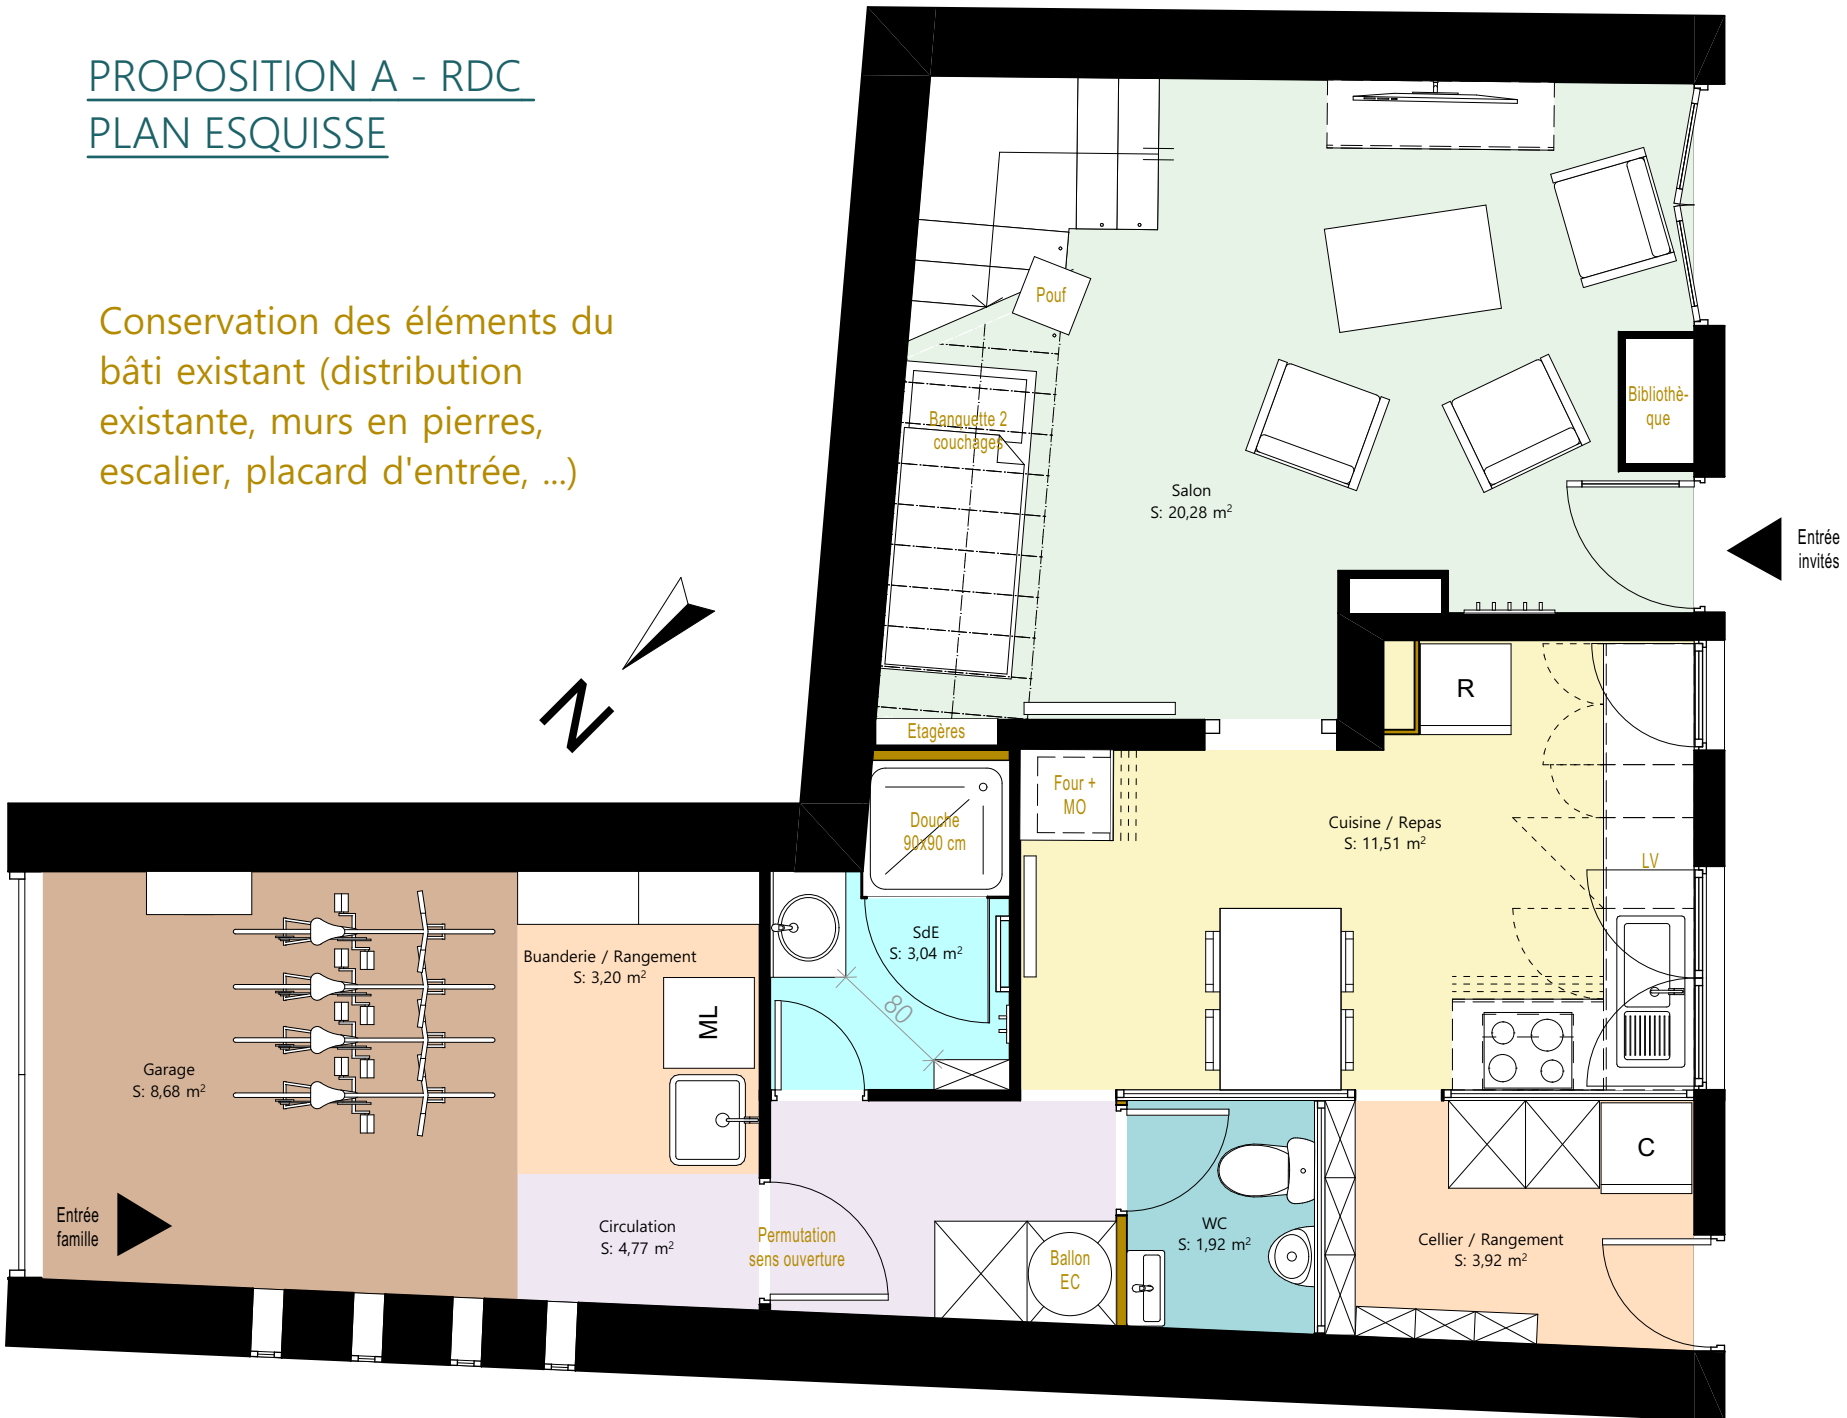 PROPOSITION A - RDC
PLAN ESQUISSE
Conservation des éléments du
bâti existant (distribution
existante, murs en pierres,
escalier, placard d'entrée, ...)
N
Pouf
Banquette 2
couchages
Bibliothè-
que
Salon
S: 20,28 m²
Entrée
invités
R
Etagères
Four +
MO
Douche
90x90 cm
Cuisine / Repas
S: 11,51 m²
LV
SdE
S: 3,04 m²
80
Buanderie / Rangement
S: 3,20 m²
ML
Garage
S: 8,68 m²
Entrée
famille
Circulation
S: 4,77 m²
Permutation
sens ouverture
Ballon
EC
WC
S: 1,92 m²
C
Cellier / Rangement
S: 3,92 m²